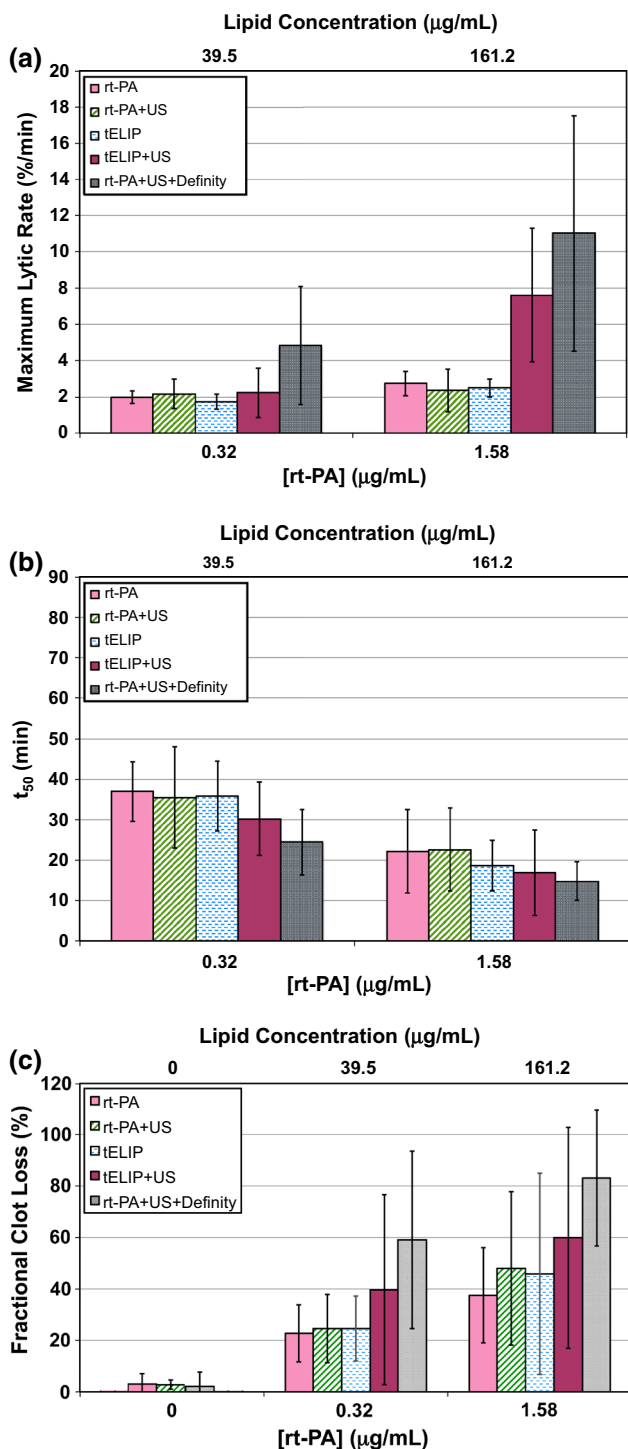 Lipid Concentration (μg/mL)
(a) 39.5 161.2
20
18
16
14
12
10
8
6
4
2
0
Maximum Lytic Rate (%/min)
rt-PA
rt-PA+US
tELIP
tELIP+US
rt-PA+US+Definity
0.32 1.58
[rt-PA] (μg/mL)
Lipid Concentration (μg/mL)
(b) 39.5 161.2
90
80
70
60
50
40
30
20
10
0
t50 (min)
rt-PA
rt-PA+US
tELIP
tELIP+US
rt-PA+US+Definity
0.32 1.58
[rt-PA] (μg/mL)
Lipid Concentration (μg/mL)
(c) 0 39.5 161.2
120
100
80
60
40
20
0
Fractional Clot Loss (%)
rt-PA
rt-PA+US
tELIP
tELIP+US
rt-PA+US+Definity
0 0.32 1.58
[rt-PA] (μg/mL)